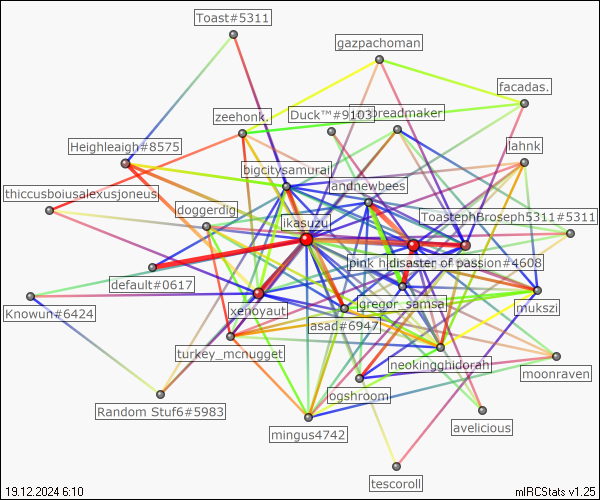 Toast#5311
gazpachoman
facadas.
zeehonk.
Duck™#9103
breadmaker
Heighleaigh#8575
lahnk
bigcitysamurai
andnewbees
thiccusboiusalexusjoneus
doggerdig
ikasuzu
ToastephBroseph5311#5311
pink h
disaster of passion#4608
default#0617
xenoyaut
gregor_samsa
Knowun#6424
asad#6947
mukszi
turkey_mcnugget
neokingghidorah
moonraven
ogshroom
Random Stuf6#5983
avelicious
mingus4742
tescoroll
19.12.2024 6:10
mIRCStats v1.25